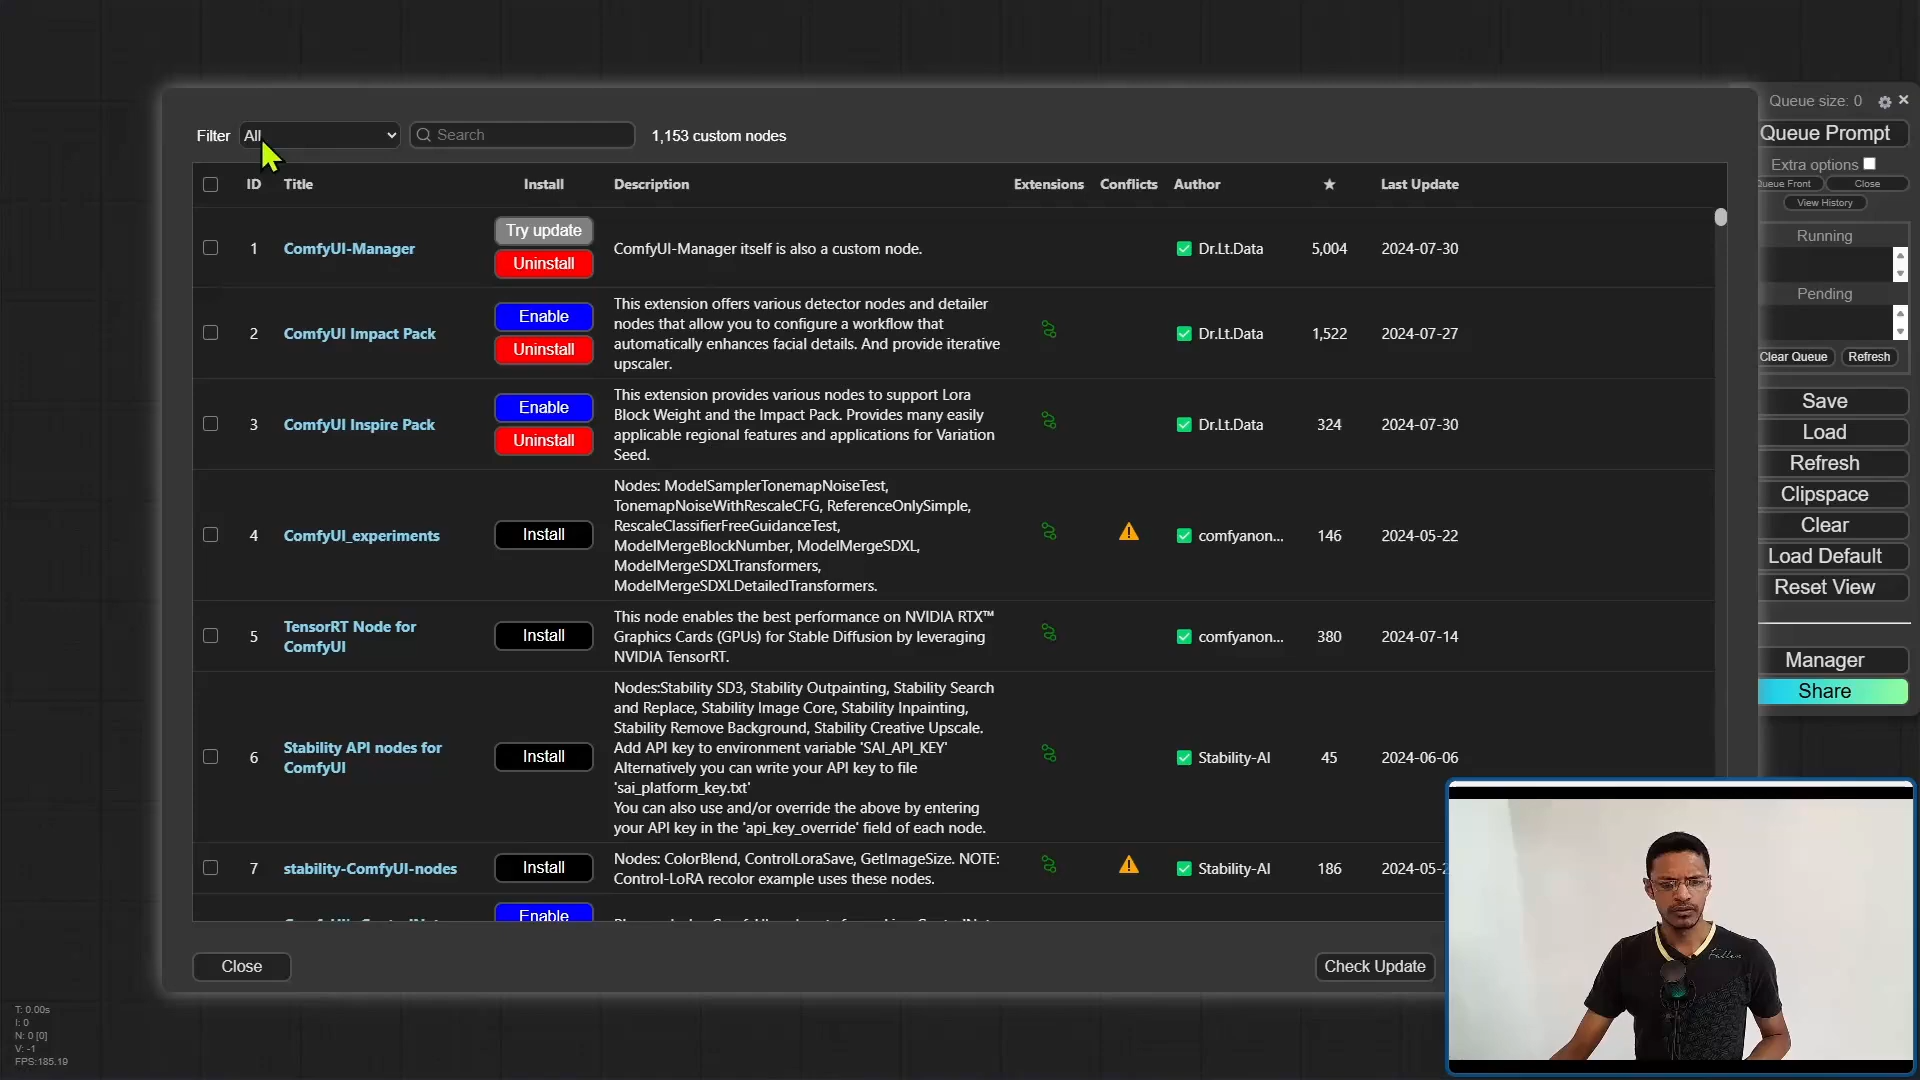 Queue size: 0
Filter All Search 1,153 custom nodes
Queue Prompt
Extra options
Queue Front Close
View History
Running
Pending
Clear Queue Refresh
Save
Load
Refresh
Clipspace
Clear
Load Default
Reset View
Manager
Share
ID Title Install Description Extensions Conflicts Author ★ Last Update
1 ComfyUI-Manager
Try update
Uninstall
ComfyUI-Manager itself is also a custom node.
Dr.Lt.Data 5,004 2024-07-30
2 ComfyUI Impact Pack
Enable
Uninstall
This extension offers various detector nodes and detailer
nodes that allow you to configure a workflow that
automatically enhances facial details. And provide iterative
upscaler.
Dr.Lt.Data 1,522 2024-07-27
3 ComfyUI Inspire Pack
Enable
Uninstall
This extension provides various nodes to support Lora
Block Weight and the Impact Pack. Provides many easily
applicable regional features and applications for Variation
Seed.
Dr.Lt.Data 324 2024-07-30
4 ComfyUI_experiments
Install
Nodes: ModelSamplerTonemapNoiseTest,
TonemapNoiseWithRescaleCFG, ReferenceOnlySimple,
RescaleClassifierFreeGuidanceTest,
ModelMergeBlockNumber, ModelMergeSDXL,
ModelMergeSDXLTransformers,
ModelMergeSDXLDetailedTransformers.
comfyanon... 146 2024-05-22
5 TensorRT Node for
ComfyUI
Install
This node enables the best performance on NVIDIA RTX™
Graphics Cards (GPUs) for Stable Diffusion by leveraging
NVIDIA TensorRT.
comfyanon... 380 2024-07-14
6 Stability API nodes for
ComfyUI
Install
Nodes:Stability SD3, Stability Outpainting, Stability Search
and Replace, Stability Image Core, Stability Inpainting,
Stability Remove Background, Stability Creative Upscale.
Add API key to environment variable 'SAI_API_KEY'
Alternatively you can write your API key to file
'sai_platform_key.txt'
You can also use and/or override the above by entering
your API key in the 'api_key_override' field of each node.
Stability-AI 45 2024-06-06
7 stability-ComfyUI-nodes
Install
Nodes: ColorBlend, ControlLoraSave, GetImageSize. NOTE:
Control-LoRA recolor example uses these nodes.
Stability-AI 186 2024-05-2
Enable
Close
Check Update
T: 0.00s
I: 0
N: 0 [0]
V: -1
FPS:185.19